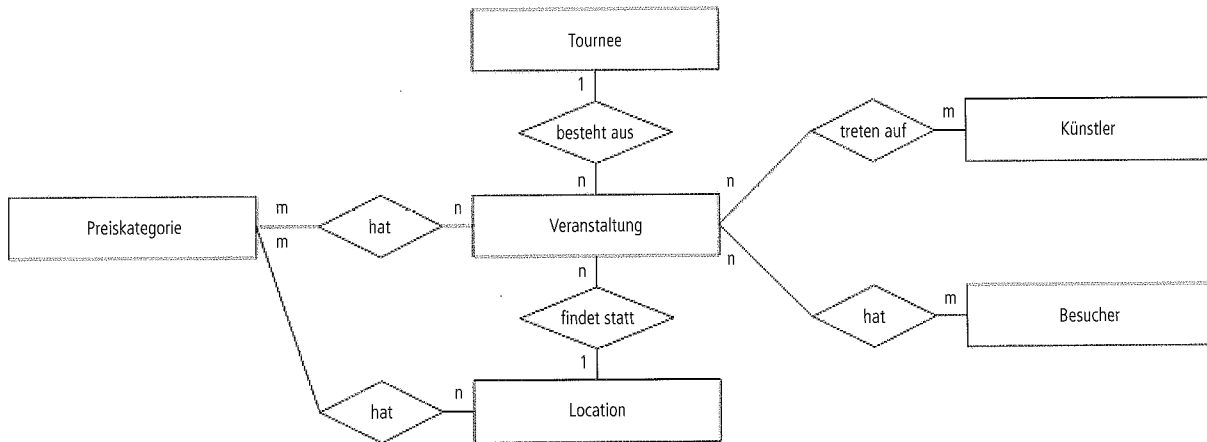 Tournee
1
besteht aus
treten auf
m
Künstler
n
n
Preiskategorie
m
hat
n
Veranstaltung
m
n
n
findet statt
hat
m
Besucher
1
hat
n
Location